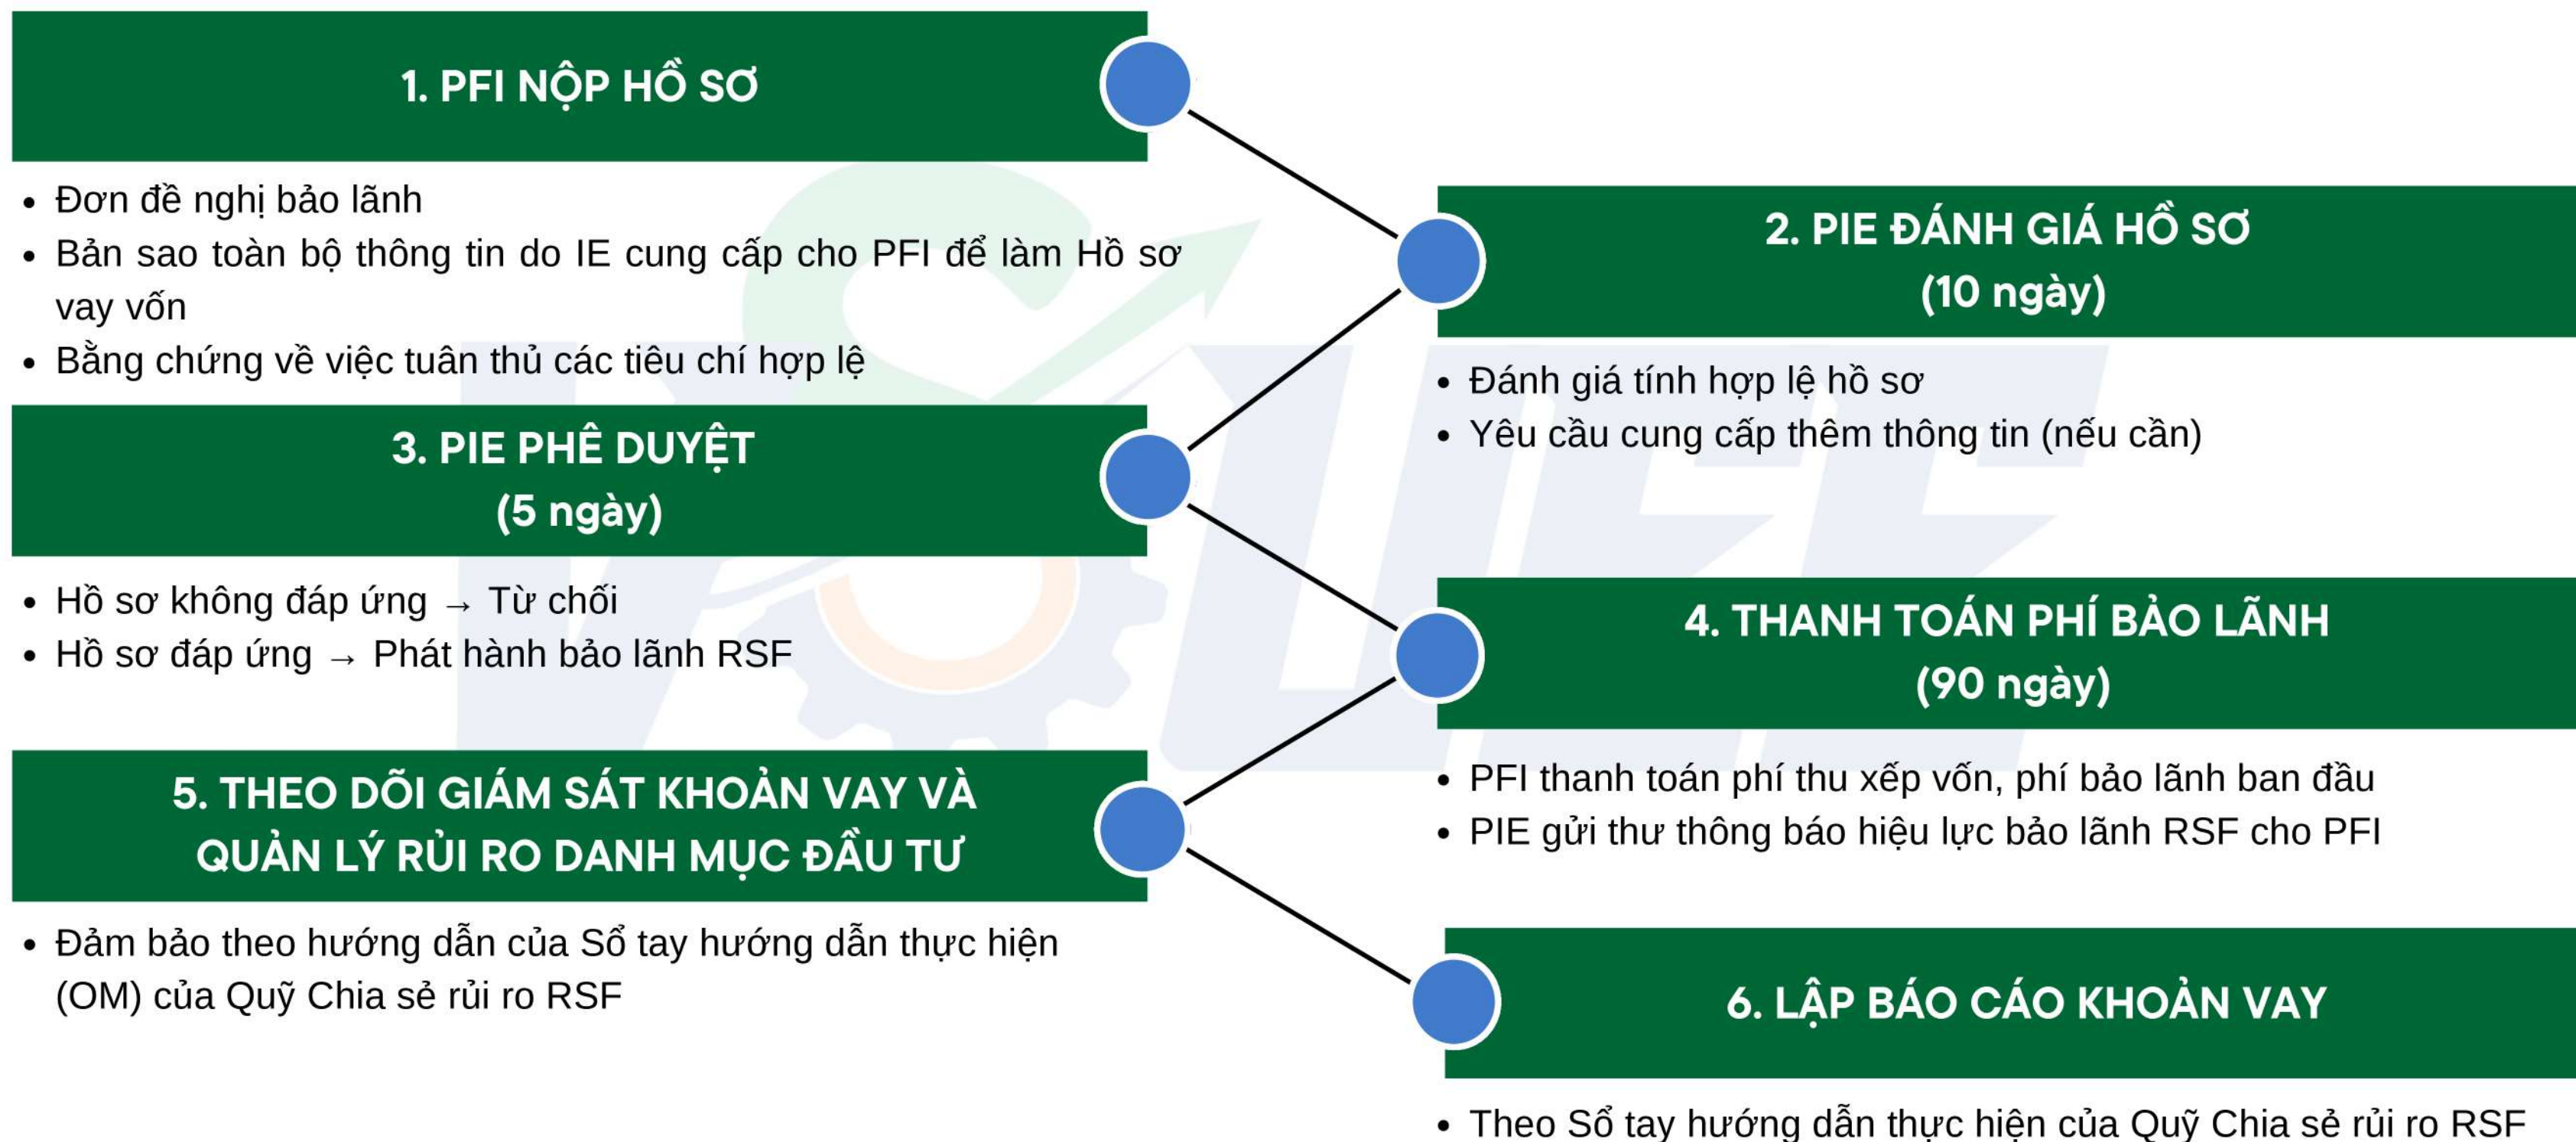 1. PFI NỘP HỒ SƠ
• Đơn đề nghị bảo lãnh
• Bản sao toàn bộ thông tin do IE cung cấp cho PFI để làm Hồ sơ
vay vốn
• Bằng chứng về việc tuân thủ các tiêu chí hợp lệ
2. PIE ĐÁNH GIÁ HỒ SƠ
(10 ngày)
• Đánh giá tính hợp lệ hồ sơ
• Yêu cầu cung cấp thêm thông tin (nếu cần)
3. PIE PHÊ DUYỆT
(5 ngày)
• Hồ sơ không đáp ứng → Từ chối
• Hồ sơ đáp ứng → Phát hành bảo lãnh RSF
4. THANH TOÁN PHÍ BẢO LÃNH
(90 ngày)
• PFI thanh toán phí thu xếp vốn, phí bảo lãnh ban đầu
• PIE gửi thư thông báo hiệu lực bảo lãnh RSF cho PFI
5. THEO DÕI GIÁM SÁT KHOẢN VAY VÀ
QUẢN LÝ RỦI RO DANH MỤC ĐẦU TƯ
• Đảm bảo theo hướng dẫn của Sổ tay hướng dẫn thực hiện
(OM) của Quỹ Chia sẻ rủi ro RSF
6. LẬP BÁO CÁO KHOẢN VAY
• Theo Sổ tay hướng dẫn thực hiện của Quỹ Chia sẻ rủi ro RSF